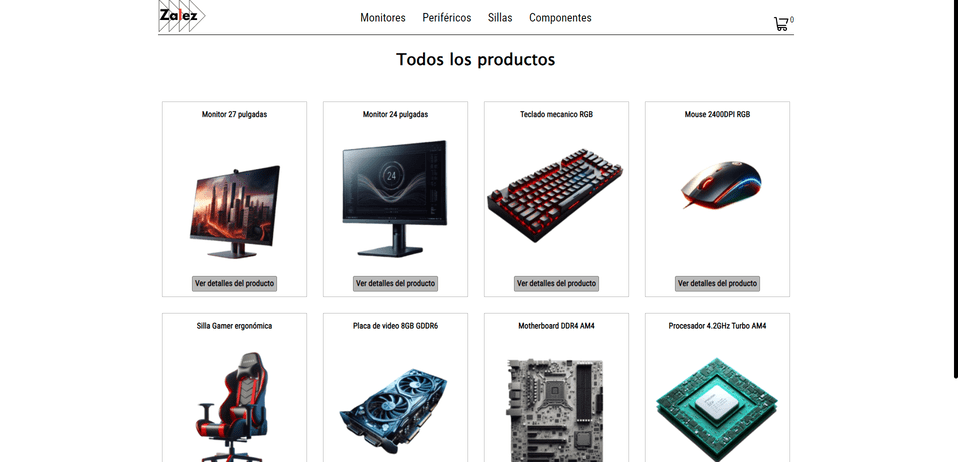 Zalez
Monitores Periféricos Sillas Componentes
0
Todos los productos
Monitor 27 pulgadas
Monitor 24 pulgadas
Teclado mecanico RGB
Mouse 2400DPI RGB
24
Ver detalles del producto
Ver detalles del producto
Ver detalles del producto
Ver detalles del producto
Silla Gamer ergonómica
Placa de video 8GB GDDR6
Motherboard DDR4 AM4
Procesador 4.2GHz Turbo AM4